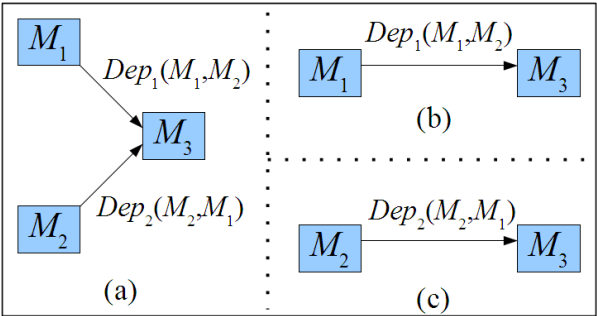 M1
Dep1(M1,M2)
M3
Dep2(M2,M1)
M2
(a)
Dep1(M1,M2)
M1
M3
(b)
Dep2(M2,M1)
M2
M3
(c)